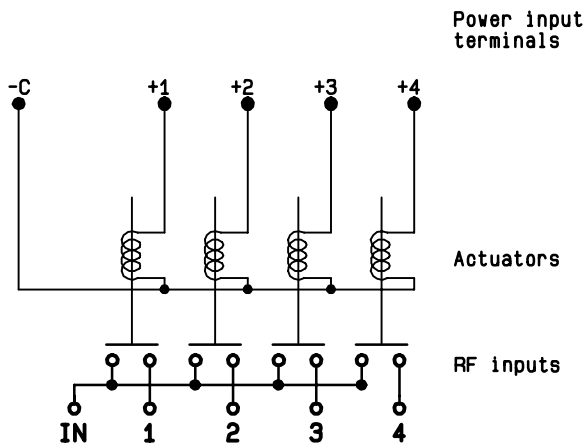 Power input
terminals
-C +1 +2 +3 +4
Actuators
RF inputs
IN 1 2 3 4